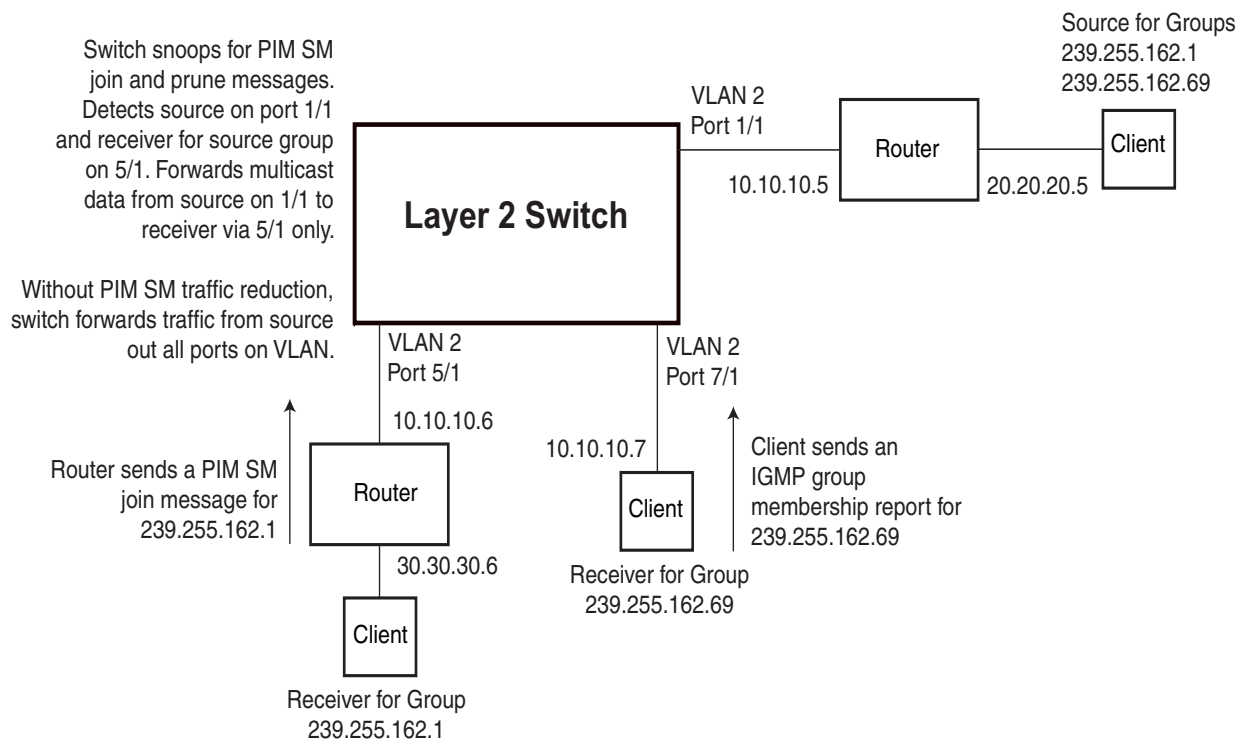 Source for Groups
239.255.162.1
239.255.162.69
Switch snoops for PIM SM
join and prune messages.
Detects source on port 1/1
and receiver for source group
on 5/1. Forwards multicast
data from source on 1/1 to
receiver via 5/1 only.
Without PIM SM traffic reduction,
switch forwards traffic from source
out all ports on VLAN.
VLAN 2
Port 1/1
Router
Client
10.10.10.5
20.20.20.5
Layer 2 Switch
VLAN 2
Port 5/1
VLAN 2
Port 7/1
10.10.10.6
Router sends a PIM SM
join message for
239.255.162.1
Router
30.30.30.6
Client
Receiver for Group
239.255.162.1
10.10.10.7
Client
Receiver for Group
239.255.162.69
Client sends an
IGMP group
membership report for
239.255.162.69